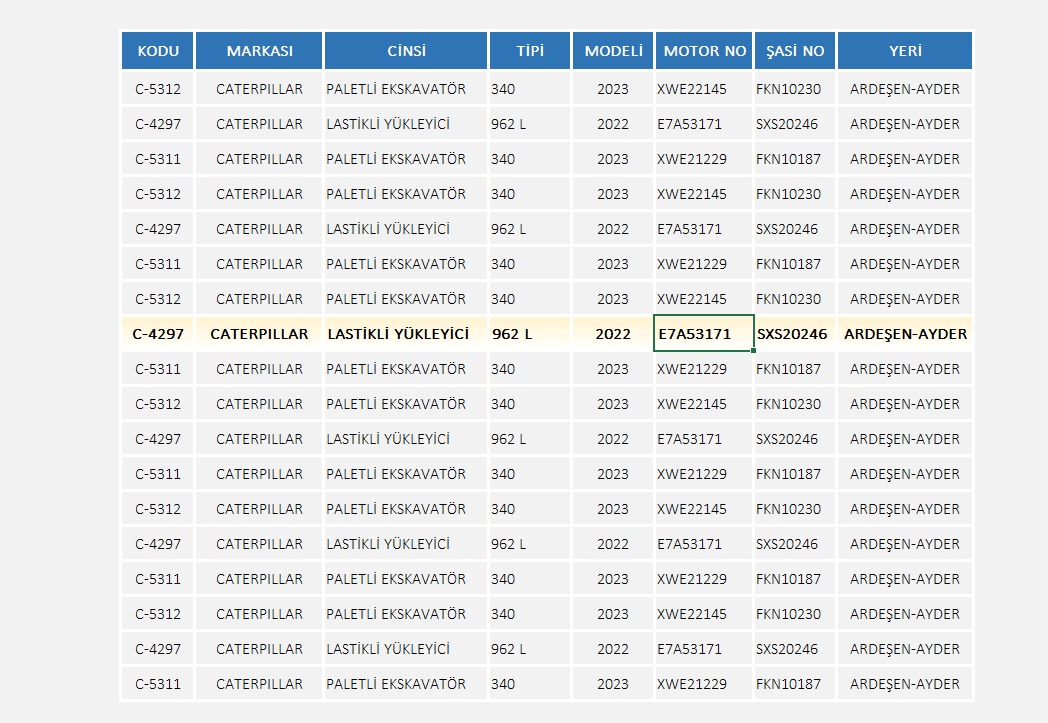 KODU MARKASI CİNSİ TİPİ MODELİ MOTOR NO ŞASİ NO YERİ
C-5312 CATERPILLAR PALETLİ EKSKAVATÖR 340 2023 XWE22145 FKN10230 ARDEŞEN-AYDER
C-4297 CATERPILLAR LASTİKLİ YÜKLEYİCİ 962 L 2022 E7A53171 SXS20246 ARDEŞEN-AYDER
C-5311 CATERPILLAR PALETLİ EKSKAVATÖR 340 2023 XWE21229 FKN10187 ARDEŞEN-AYDER
C-5312 CATERPILLAR PALETLİ EKSKAVATÖR 340 2023 XWE22145 FKN10230 ARDEŞEN-AYDER
C-4297 CATERPILLAR LASTİKLİ YÜKLEYİCİ 962 L 2022 E7A53171 SXS20246 ARDEŞEN-AYDER
C-5311 CATERPILLAR PALETLİ EKSKAVATÖR 340 2023 XWE21229 FKN10187 ARDEŞEN-AYDER
C-5312 CATERPILLAR PALETLİ EKSKAVATÖR 340 2023 XWE22145 FKN10230 ARDEŞEN-AYDER
C-4297 CATERPILLAR LASTİKLİ YÜKLEYİCİ 962 L 2022 E7A53171 SXS20246 ARDEŞEN-AYDER
C-5311 CATERPILLAR PALETLİ EKSKAVATÖR 340 2023 XWE21229 FKN10187 ARDEŞEN-AYDER
C-5312 CATERPILLAR PALETLİ EKSKAVATÖR 340 2023 XWE22145 FKN10230 ARDEŞEN-AYDER
C-4297 CATERPILLAR LASTİKLİ YÜKLEYİCİ 962 L 2022 E7A53171 SXS20246 ARDEŞEN-AYDER
C-5311 CATERPILLAR PALETLİ EKSKAVATÖR 340 2023 XWE21229 FKN10187 ARDEŞEN-AYDER
C-5312 CATERPILLAR PALETLİ EKSKAVATÖR 340 2023 XWE22145 FKN10230 ARDEŞEN-AYDER
C-4297 CATERPILLAR LASTİKLİ YÜKLEYİCİ 962 L 2022 E7A53171 SXS20246 ARDEŞEN-AYDER
C-5311 CATERPILLAR PALETLİ EKSKAVATÖR 340 2023 XWE21229 FKN10187 ARDEŞEN-AYDER
C-5312 CATERPILLAR PALETLİ EKSKAVATÖR 340 2023 XWE22145 FKN10230 ARDEŞEN-AYDER
C-4297 CATERPILLAR LASTİKLİ YÜKLEYİCİ 962 L 2022 E7A53171 SXS20246 ARDEŞEN-AYDER
C-5311 CATERPILLAR PALETLİ EKSKAVATÖR 340 2023 XWE21229 FKN10187 ARDEŞEN-AYDER